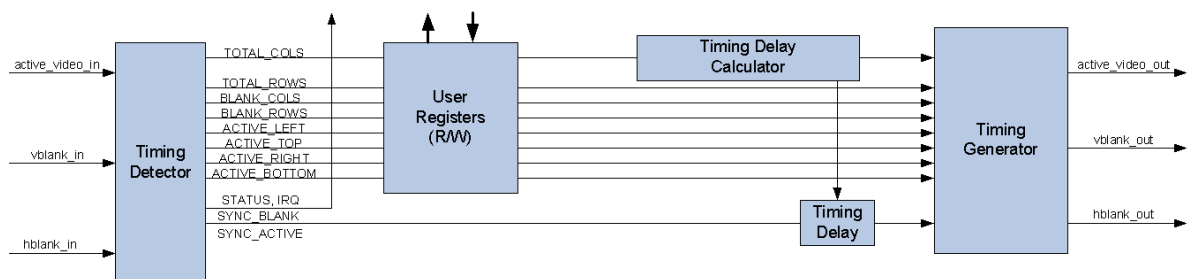 active_video_in
vblank_in
hblank_in
Timing
Detector
TOTAL_COLS
TOTAL_ROWS
BLANK_COLS
BLANK_ROWS
ACTIVE_LEFT
ACTIVE_TOP
ACTIVE_RIGHT
ACTIVE_BOTTOM
STATUS, IRQ
SYNC_BLANK
SYNC_ACTIVE
User
Registers
(R/W)
Timing Delay
Calculator
Timing
Delay
Timing
Generator
active_video_out
vblank_out
hblank_out